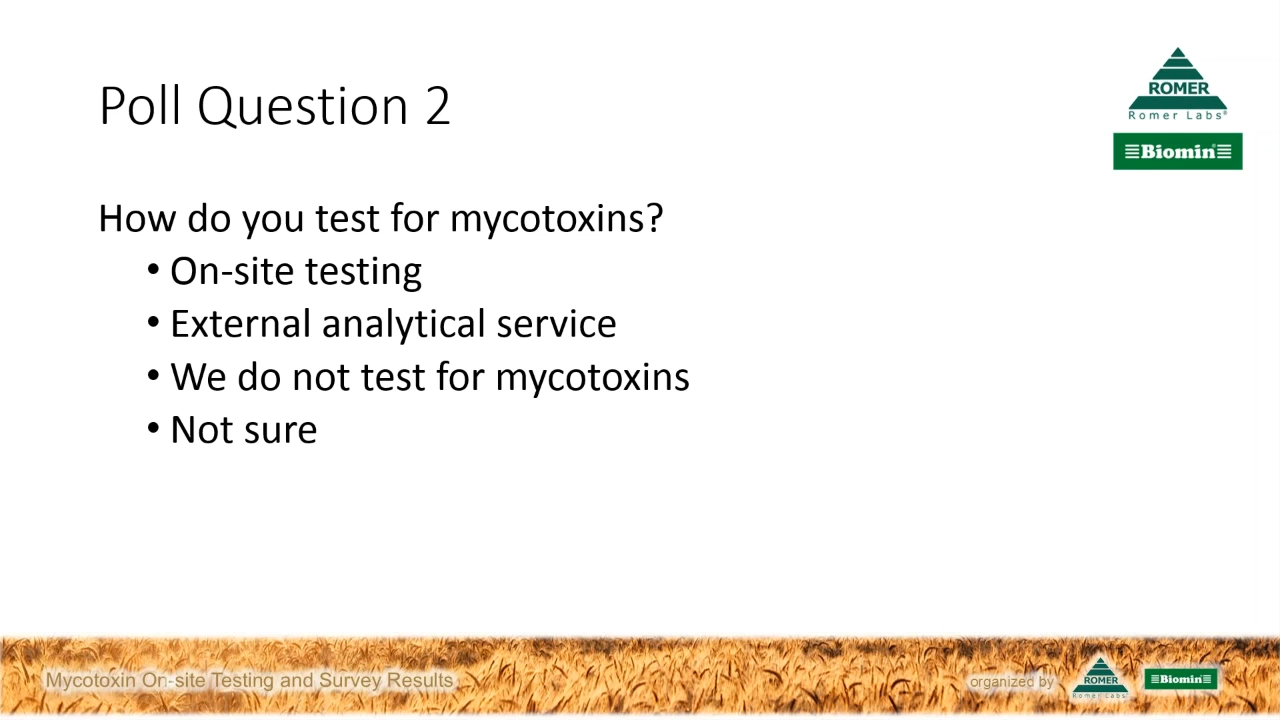 Poll Question 2
ROMER
Romer Labs®
Biomin®
How do you test for mycotoxins?
• On-site testing
• External analytical service
• We do not test for mycotoxins
• Not sure
Mycotoxin On-site Testing and Survey Results
organized by
ROMER
Romer Labs®
Biomin®